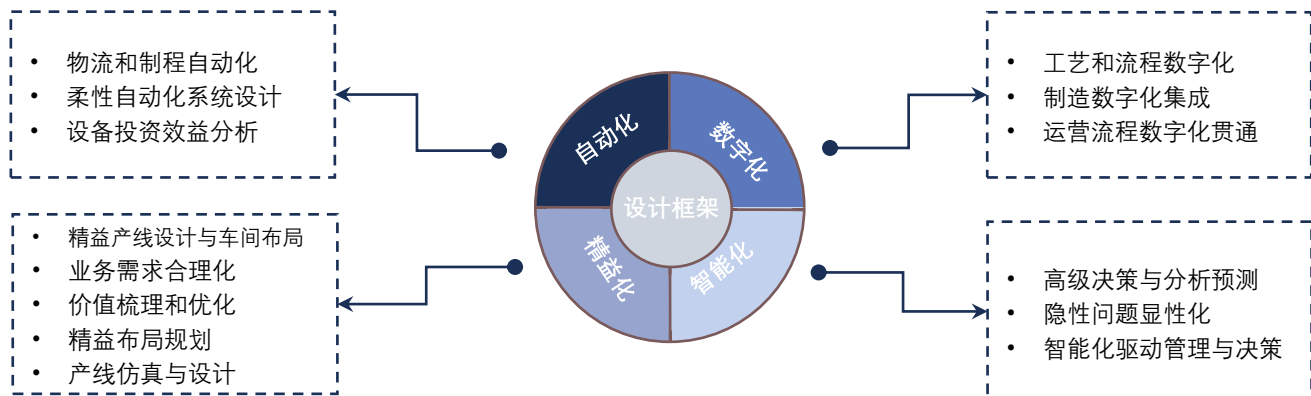 • 物流和制程自动化
• 柔性自动化系统设计
• 设备投资效益分析
• 精益产线设计与车间布局
• 业务需求合理化
• 价值梳理和优化
• 精益布局规划
• 产线仿真与设计
自动化
数字化
设计框架
精益化
智能化
• 工艺和流程数字化
• 制造数字化集成
• 运营流程数字化贯通
• 高级决策与分析预测
• 隐性问题显性化
• 智能化驱动管理与决策